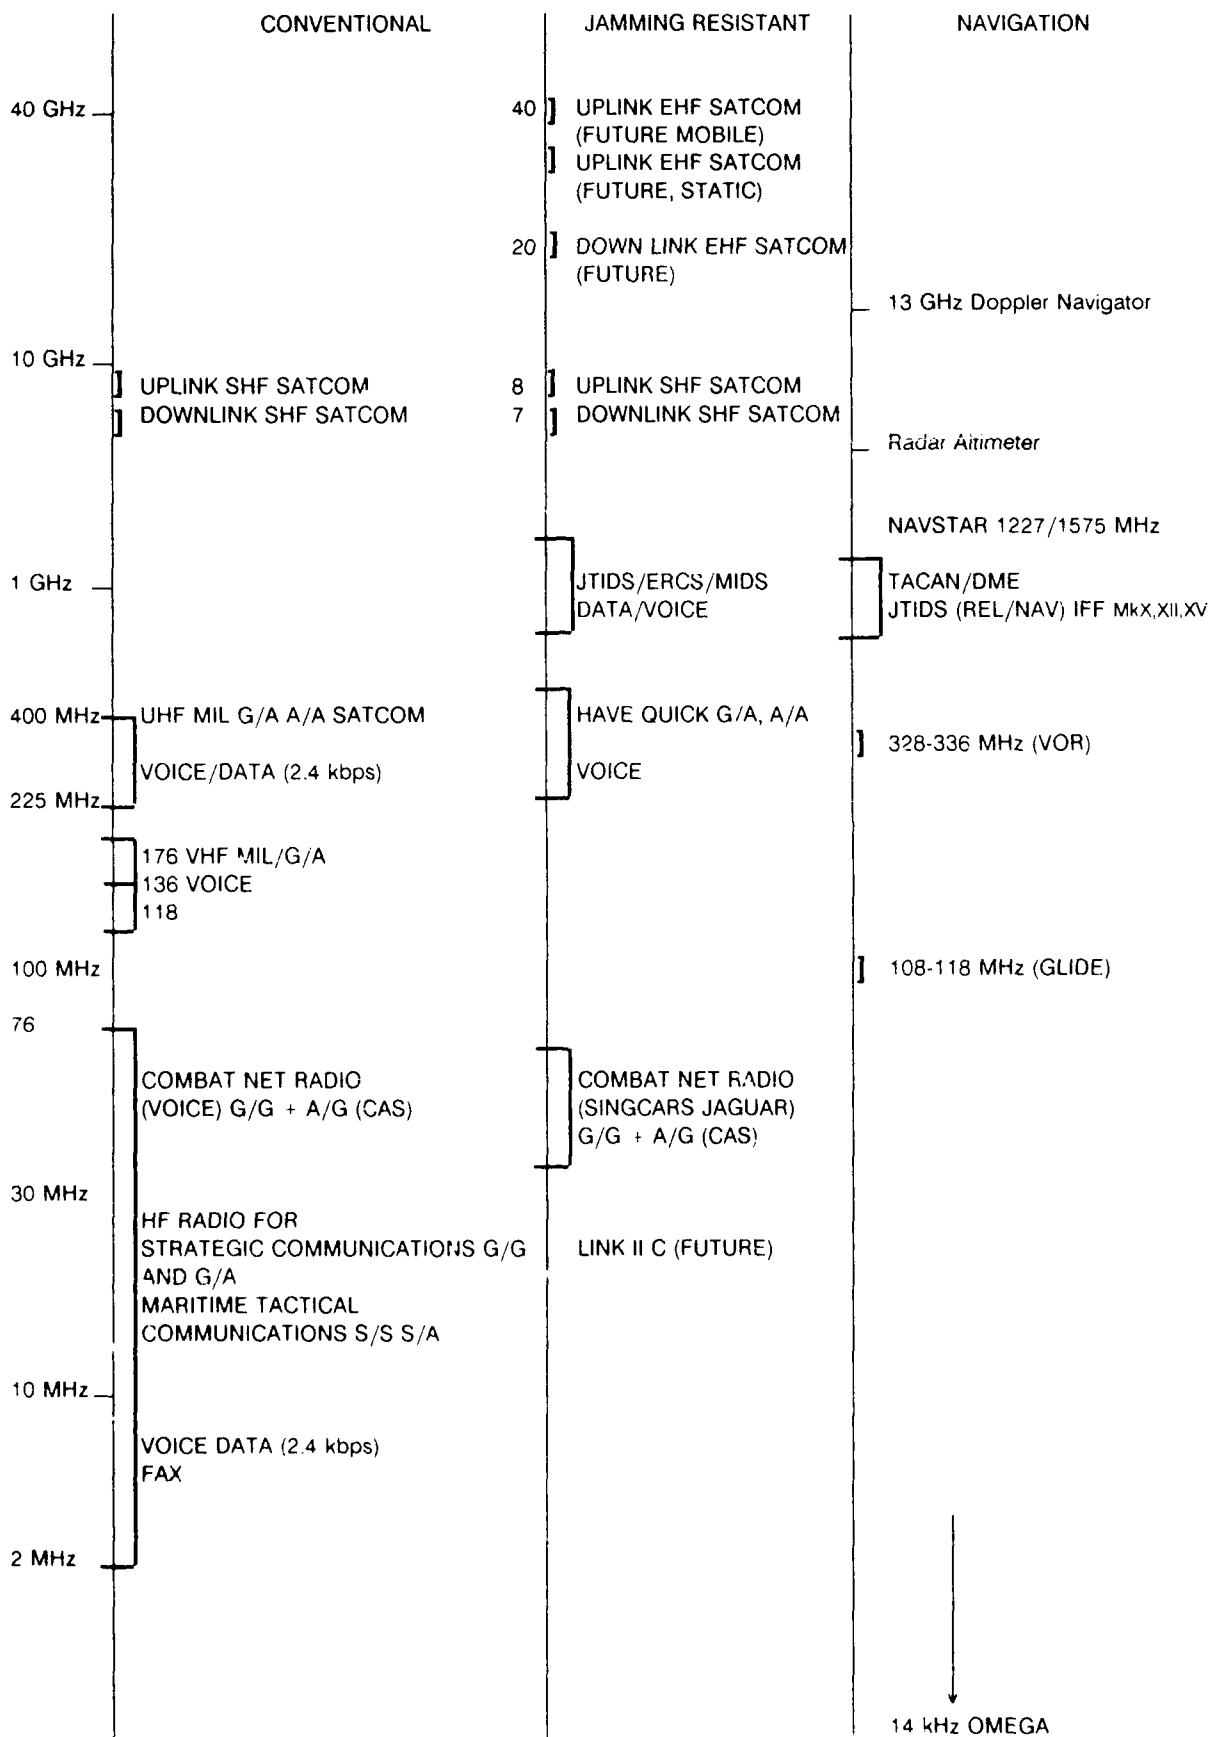 CONVENTIONAL
JAMMING RESISTANT
NAVIGATION
40 GHz
40
UPLINK EHF SATCOM
(FUTURE MOBILE)
UPLINK EHF SATCOM
(FUTURE, STATIC)
20
DOWN LINK EHF SATCOM
(FUTURE)
13 GHz Doppler Navigator
10 GHz
UPLINK SHF SATCOM
8
UPLINK SHF SATCOM
DOWNLINK SHF SATCOM
7
DOWNLINK SHF SATCOM
Radar Altimeter
NAVSTAR 1227/1575 MHz
1 GHz
JTIDS/ERCS/MIDS
DATA/VOICE
TACAN/DME
JTIDS (REL/NAV) IFF MkX,XII,XV
400 MHz
UHF MIL G/A A/A SATCOM
HAVE QUICK G/A, A/A
328-336 MHz (VOR)
VOICE/DATA (2.4 kbps)
VOICE
225 MHz
176 VHF MIL/G/A
136 VOICE
118
100 MHz
108-118 MHz (GLIDE)
76
COMBAT NET RADIO
(VOICE) G/G + A/G (CAS)
COMBAT NET RADIO
(SINGCARS JAGUAR)
G/G + A/G (CAS)
30 MHz
HF RADIO FOR
STRATEGIC COMMUNICATIONS G/G
AND G/A
MARITIME TACTICAL
COMMUNICATIONS S/S S/A
LINK II C (FUTURE)
10 MHz
VOICE DATA (2.4 kbps)
FAX
2 MHz
14 kHz OMEGA